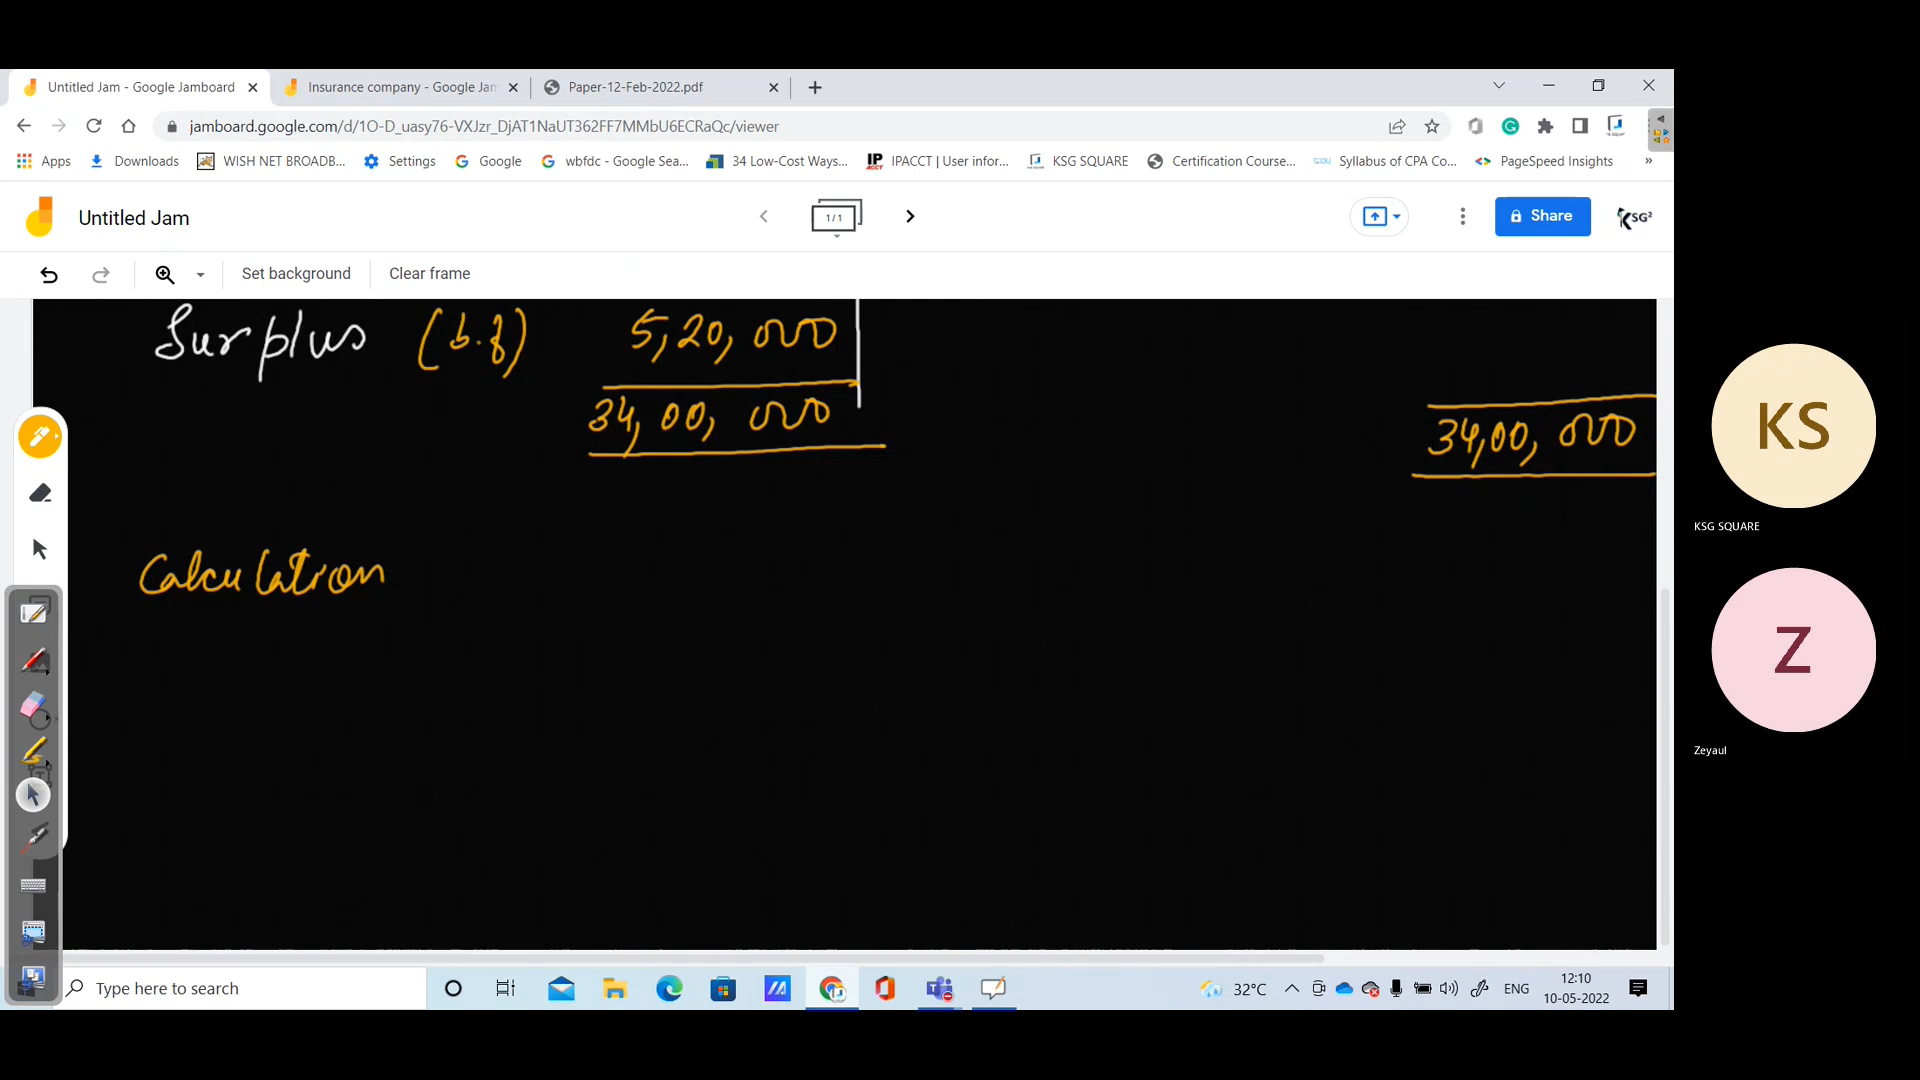 Untitled Jam - Google Jamboard
Insurance company - Google Jan
Paper-12-Feb-2022.pdf
jamboard.google.com/d/1O-D_uasy76-VXJzr_DjAT1NaUT362FF7MMbU6ECRaQc/viewer
Apps Downloads WISH NET BROADB... Settings Google wbfdc - Google Sea... 34 Low-Cost Ways... IPACCT | User infor... KSG SQUARE Certification Course... Syllabus of CPA Co... PageSpeed Insights »
Untitled Jam
1/1
Share
KSG²
Set background
Clear frame
Surplus (b.f) 5,20,000
34,00,000
34,00,000
Calculation
KS
KSG SQUARE
Z
Zeyaul
Type here to search
32°C
ENG
12:10
10-05-2022